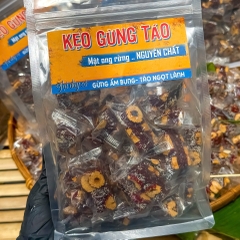 KẸO GỪNG TÁO
Mật ong rừng .. NGUYÊN CHẤT
GỪNG ẤM BỤNG - TÁO NGỌT LÀNH